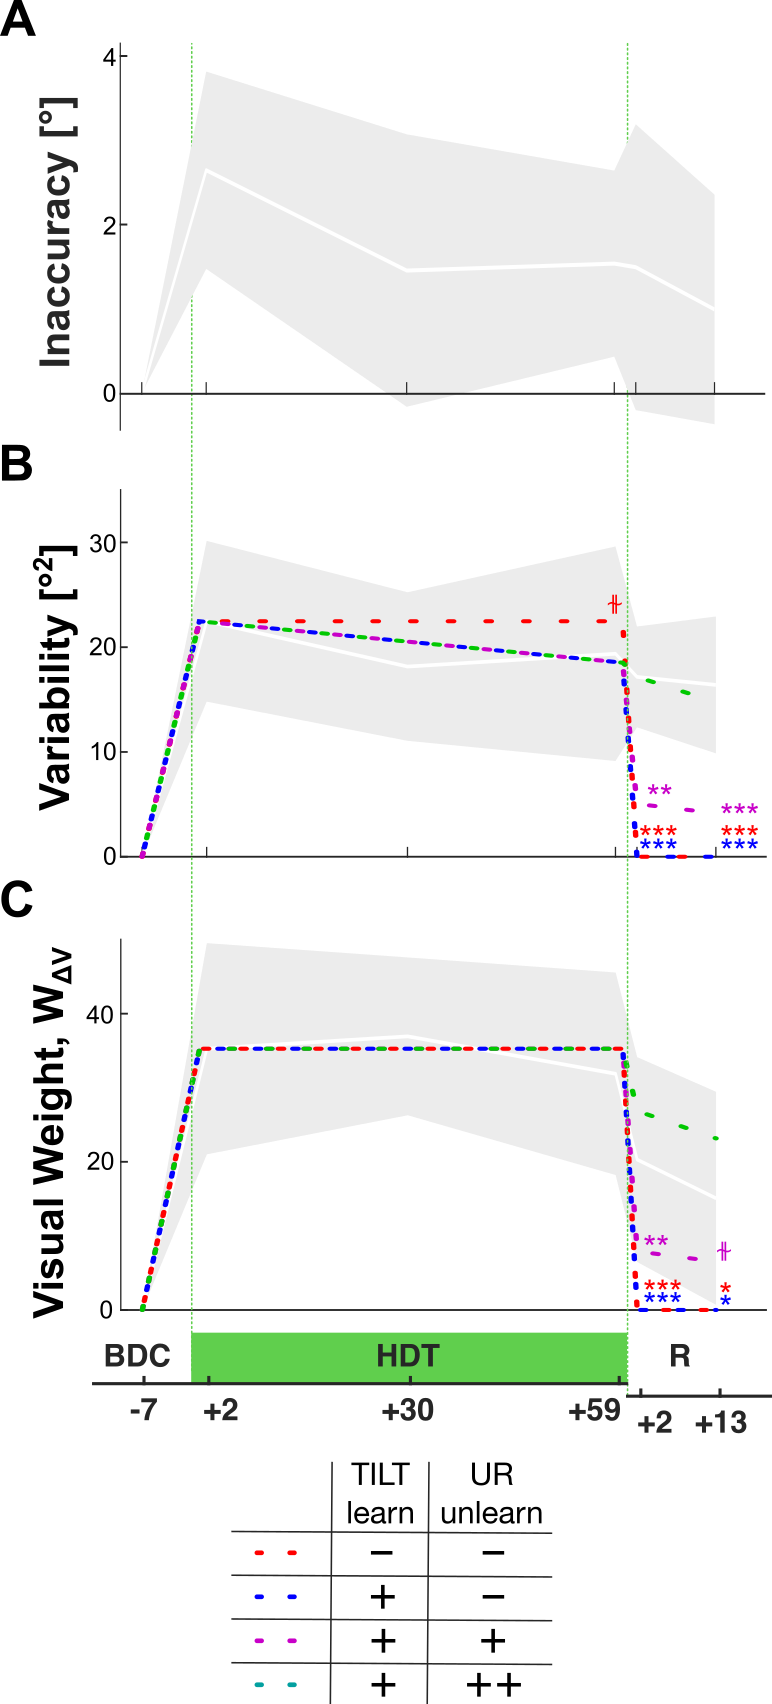 A
Inaccuracy [°]
4
2
0
B
Variability [°²]
30
20
10
0
╫
**
***
***
***
***
***
C
Visual Weight, WΔV
40
20
0
**
╫
***
*
***
*
BDC HDT R
-7 +2 +30 +59 +2 +13
TILT UR
learn unlearn
− −
+ −
+ +
+ ++